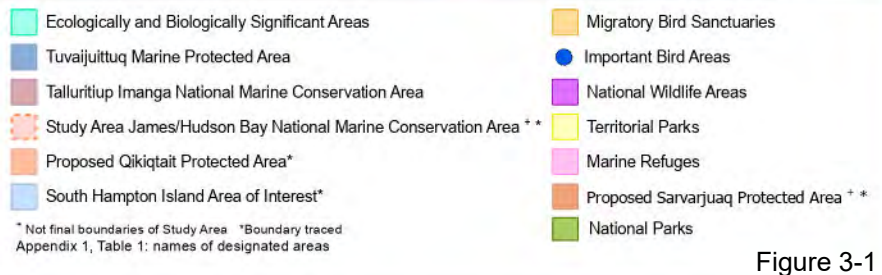 Ecologically and Biologically Significant Areas
Tuvaijuittuq Marine Protected Area
Talluritiup Imanga National Marine Conservation Area
Study Area James/Hudson Bay National Marine Conservation Area + *
Proposed Qikiqtait Protected Area*
South Hampton Island Area of Interest*
+ Not final boundaries of Study Area *Boundary traced
Appendix 1, Table 1: names of designated areas
Migratory Bird Sanctuaries
Important Bird Areas
National Wildlife Areas
Territorial Parks
Marine Refuges
Proposed Sarvarjuaq Protected Area + *
National Parks
Figure 3-1